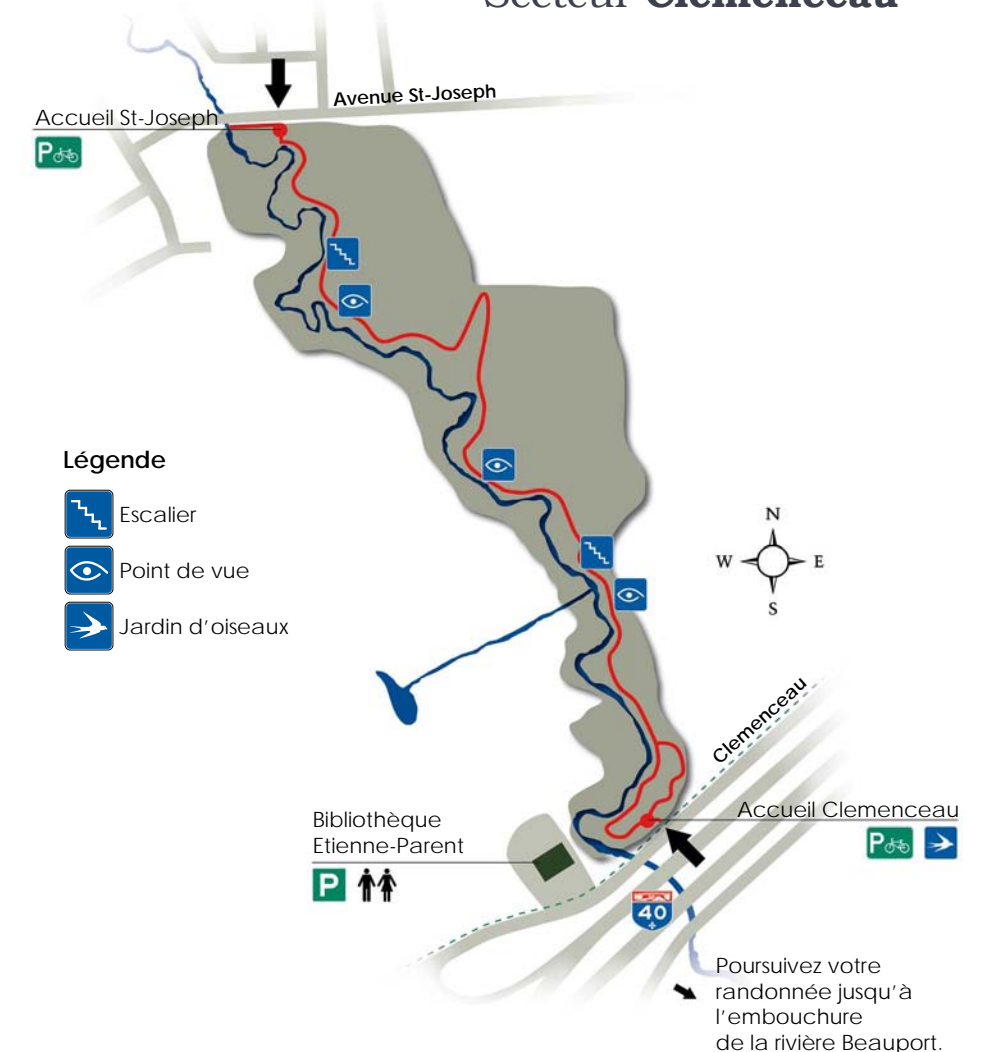 Secteur Clémenceau
Avenue St-Joseph
Accueil St-Joseph
P
Légende
Escalier
Point de vue
Jardin d'oiseaux
N
W E
S
Clemenceau
Bibliothèque
Etienne-Parent
P
Accueil Clemenceau
P
40
Poursuivez votre
randonnée jusqu'à
l'embouchure
de la rivière Beauport.